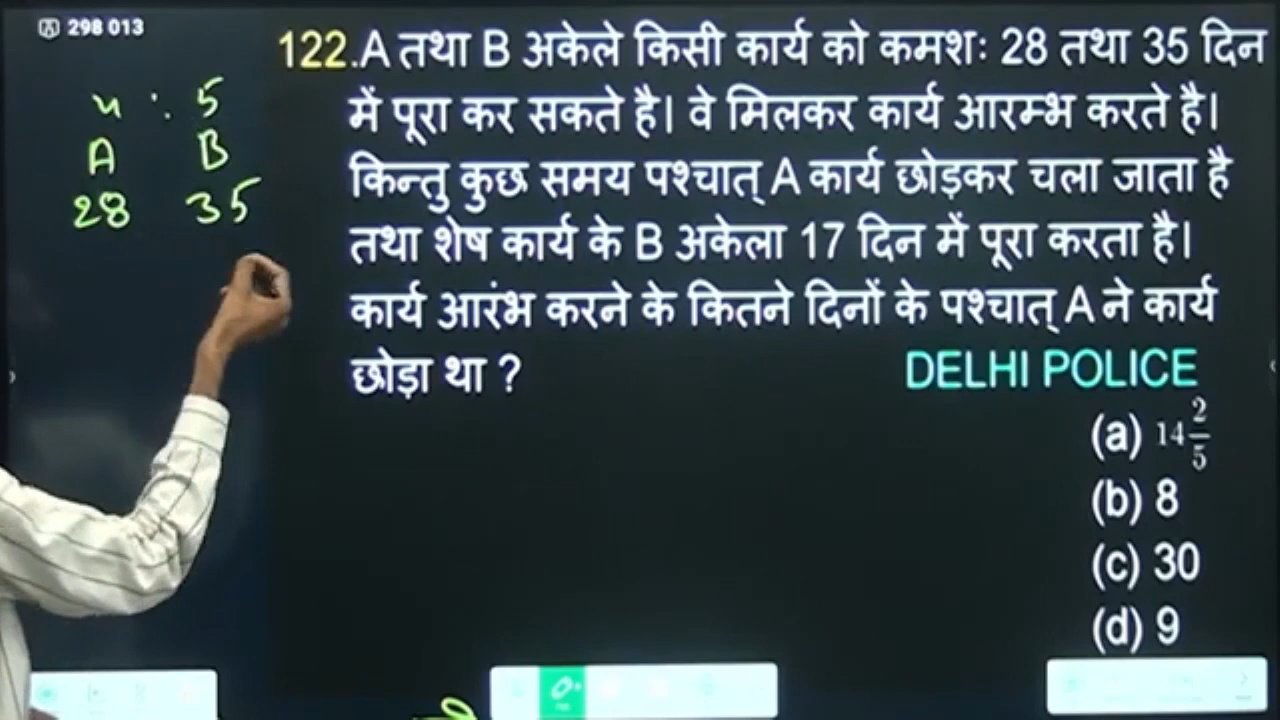 298 013
122.A तथा B अकेले किसी कार्य को कमशः 28 तथा 35 दिन
में पूरा कर सकते है। वे मिलकर कार्य आरम्भ करते है।
किन्तु कुछ समय पश्चात् A कार्य छोड़कर चला जाता है
तथा शेष कार्य के B अकेला 17 दिन में पूरा करता है।
कार्य आरंभ करने के कितने दिनों के पश्चात् A ने कार्य
छोड़ा था ?
DELHI POLICE
(a) 14 2/5
(b) 8
(c) 30
(d) 9
4 : 5
A B
28 35